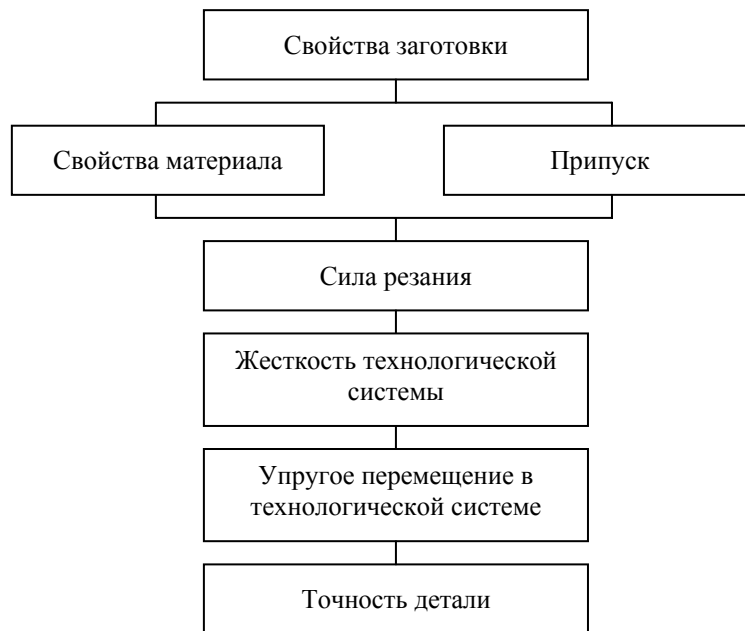 Свойства заготовки
Свойства материала
Припуск
Сила резания
Жесткость технологической
системы
Упругое перемещение в
технологической системе
Точность детали